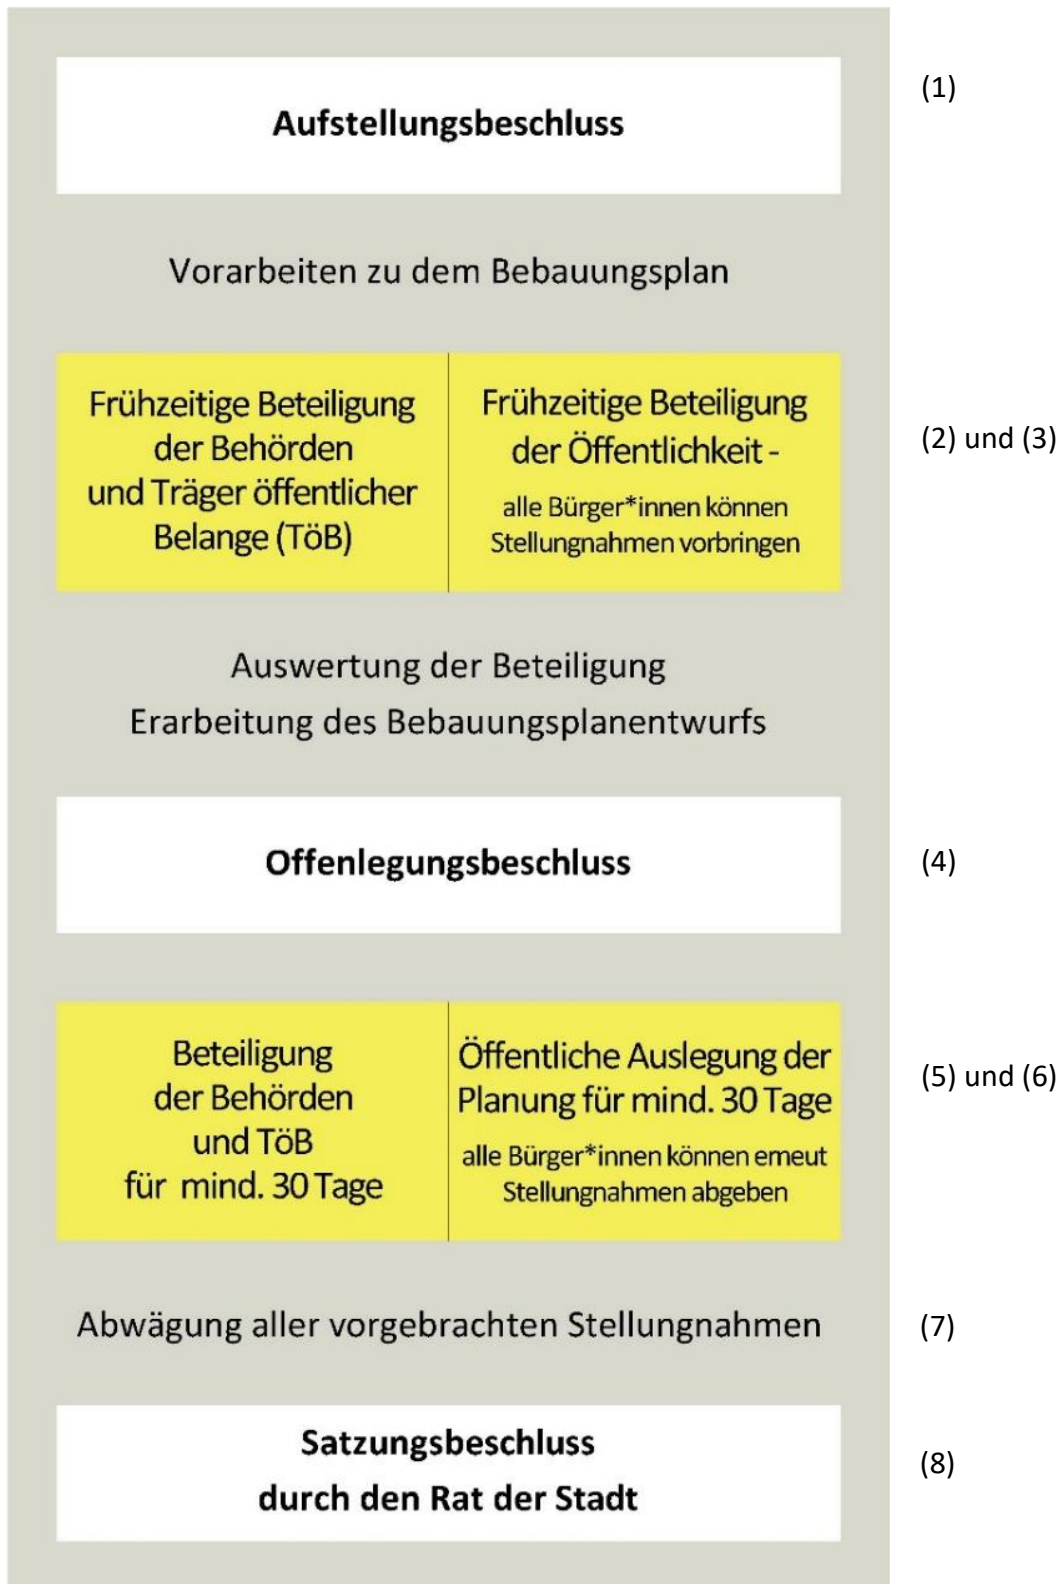 Aufstellungsbeschluss
(1)
Vorarbeiten zu dem Bebauungsplan
Frühzeitige Beteiligung
der Behörden
und Träger öffentlicher
Belange (TöB)
Frühzeitige Beteiligung
der Öffentlichkeit -
alle Bürger*innen können
Stellungnahmen vorbringen
(2) und (3)
Auswertung der Beteiligung
Erarbeitung des Bebauungsplanentwurfs
Offenlegungsbeschluss
(4)
Beteiligung
der Behörden
und TöB
für mind. 30 Tage
Öffentliche Auslegung der
Planung für mind. 30 Tage
alle Bürger*innen können erneut
Stellungnahmen abgeben
(5) und (6)
Abwägung aller vorgebrachten Stellungnahmen
(7)
Satzungsbeschluss
durch den Rat der Stadt
(8)